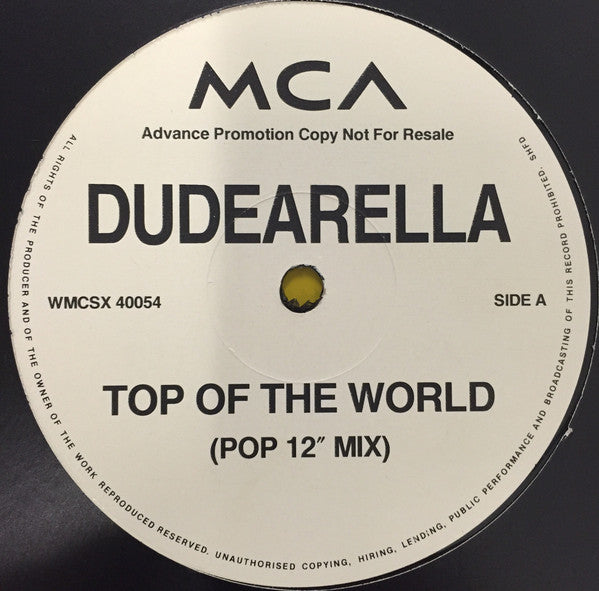 MCA
Advance Promotion Copy Not For Resale
DUDEARELLA
WMCSX 40054
SIDE A
TOP OF THE WORLD
(POP 12″ MIX)
ALL RIGHTS OF THE PRODUCER AND OF THE OWNER OF THE WORK REPRODUCED RESERVED. UNAUTHORISED COPYING, HIRING, LENDING, PUBLIC PERFORMANCE AND BROADCASTING OF THIS RECORD PROHIBITED. SHFD